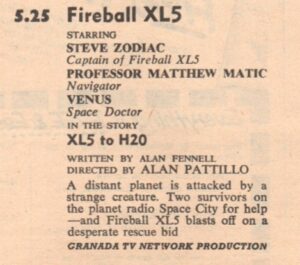 5.25 Fireball XL5
STARRING
STEVE ZODIAC
Captain of Fireball XL5
PROFESSOR MATTHEW MATIC
Navigator
VENUS
Space Doctor
IN THE STORY
XL5 to H20
WRITTEN BY ALAN FENNELL
DIRECTED BY ALAN PATTILLO
A distant planet is attacked by a
strange creature. Two survivors on
the planet radio Space City for help
—and Fireball XL5 blasts off on a
desperate rescue bid
GRANADA TV NETWORK PRODUCTION